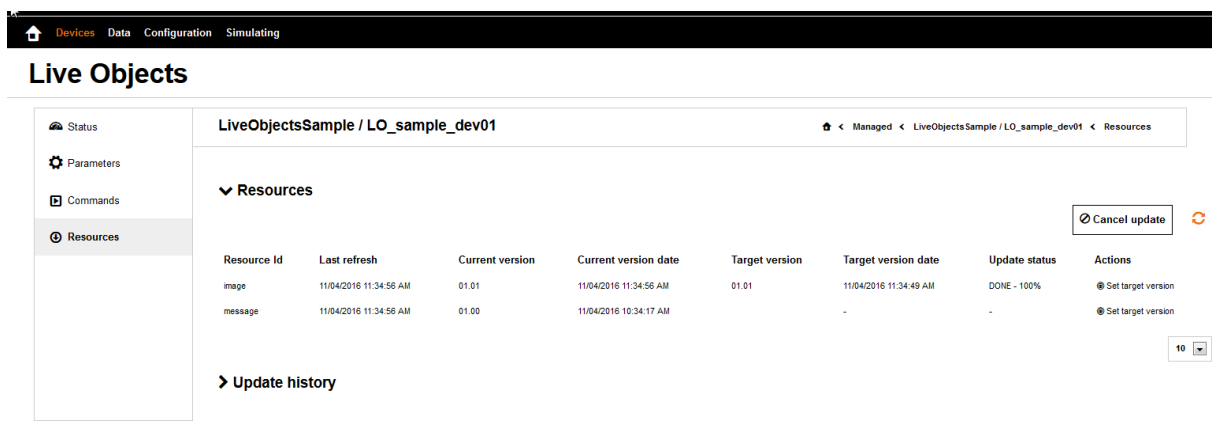 Devices Data Configuration Simulating
Live Objects
Status
Parameters
Commands
Resources
LiveObjectsSample / LO_sample_dev01
Managed LiveObjectsSample / LO_sample_dev01 Resources
Resources
Cancel update
Resource Id Last refresh Current version Current version date Target version Target version date Update status Actions
image 11/04/2016 11:34:56 AM 01.01 11/04/2016 11:34:56 AM 01.01 11/04/2016 11:34:49 AM DONE - 100% Set target version
message 11/04/2016 11:34:56 AM 01.00 11/04/2016 10:34:17 AM - - Set target version
10
Update history